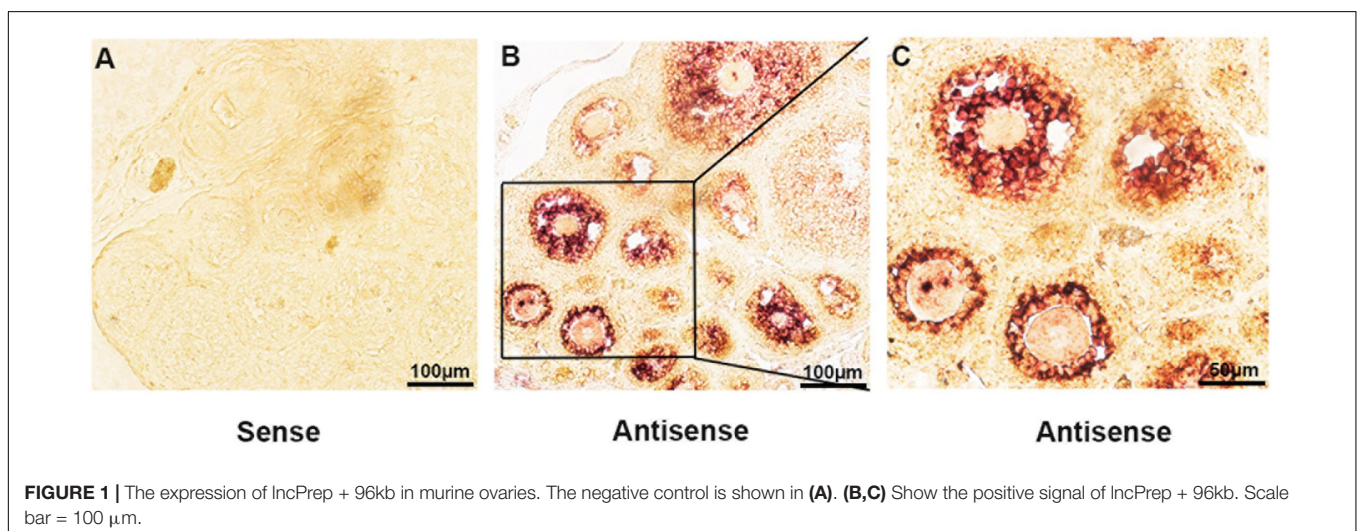 A
B
C
100µm
100µm
50µm
Sense
Antisense
Antisense
FIGURE 1 | The expression of lncPrep + 96kb in murine ovaries. The negative control is shown in (A). (B,C) Show the positive signal of lncPrep + 96kb. Scale
bar = 100 µm.